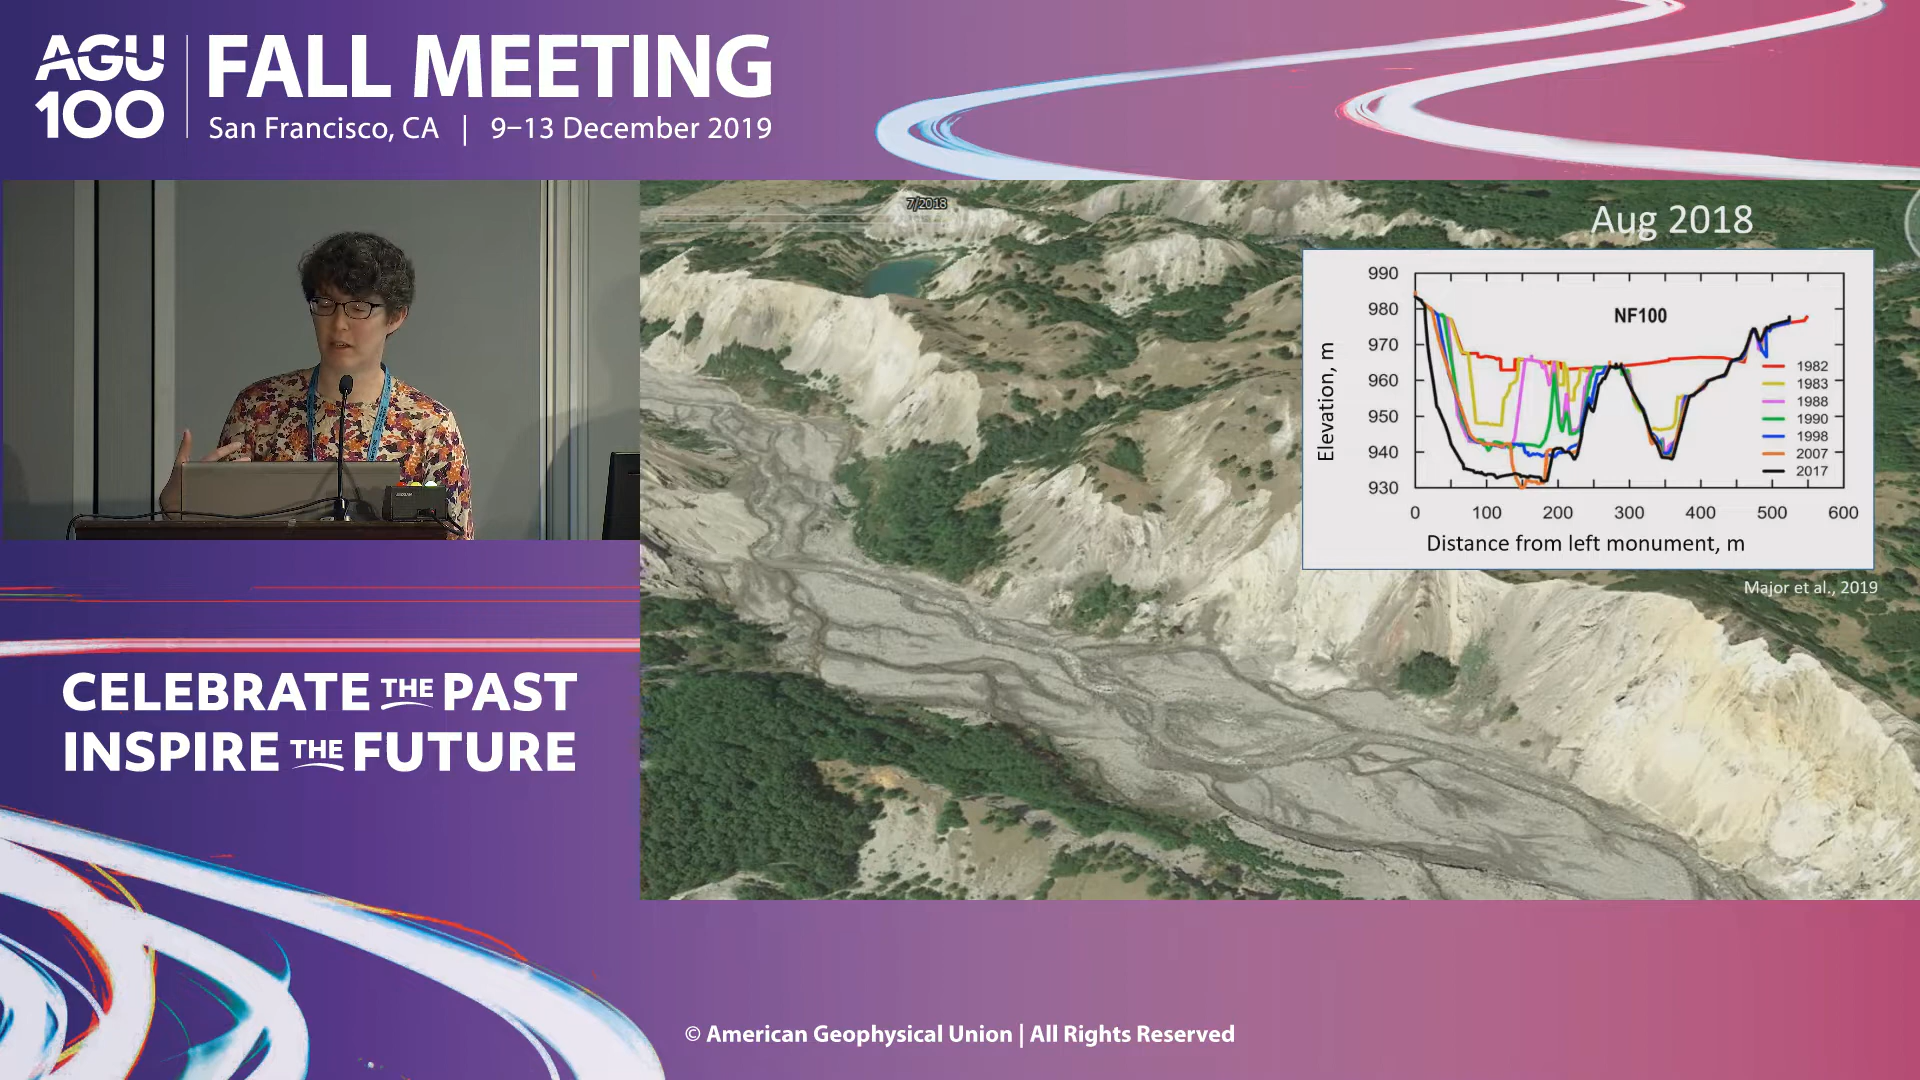 AGU
100
FALL MEETING
San Francisco, CA | 9–13 December 2019
7/2018
Aug 2018
NF100
Elevation, m
990
980
970
960
950
940
930
0 100 200 300 400 500 600
Distance from left monument, m
1982
1983
1988
1990
1998
2007
2017
Major et al., 2019
CELEBRATE THE PAST
INSPIRE THE FUTURE
© American Geophysical Union | All Rights Reserved